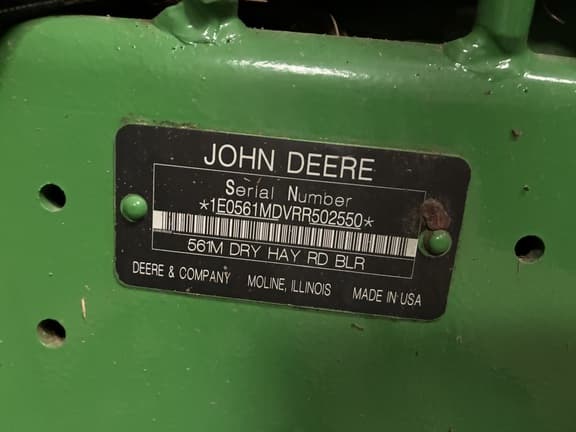 JOHN DEERE
Serial Number
*1E0561MDVRR502550*
561M DRY HAY RD BLR
DEERE & COMPANY MOLINE, ILLINOIS MADE IN USA